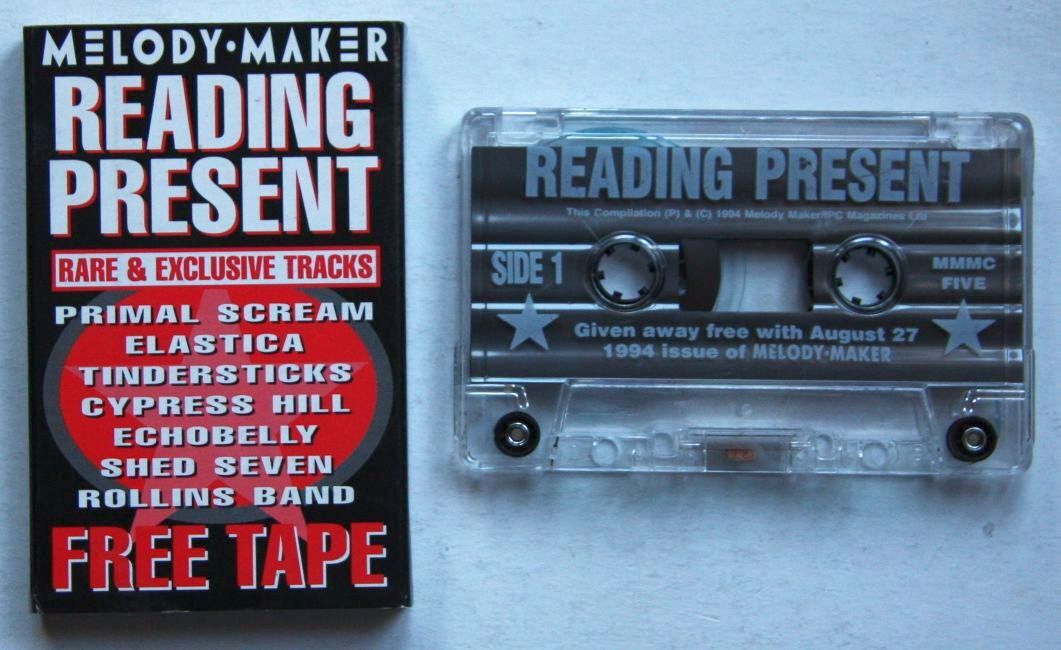 MELODY·MAKER
READING
PRESENT
RARE & EXCLUSIVE TRACKS
PRIMAL SCREAM
ELASTICA
TINDERSTICKS
CYPRESS HILL
ECHOBELLY
SHED SEVEN
ROLLINS BAND
FREE TAPE
READING PRESENT
This Compilation (P) & (C) 1994 Melody Maker/IPC Magazines Ltd
SIDE 1
MMMC
FIVE
Given away free with August 27
1994 issue of MELODY·MAKER